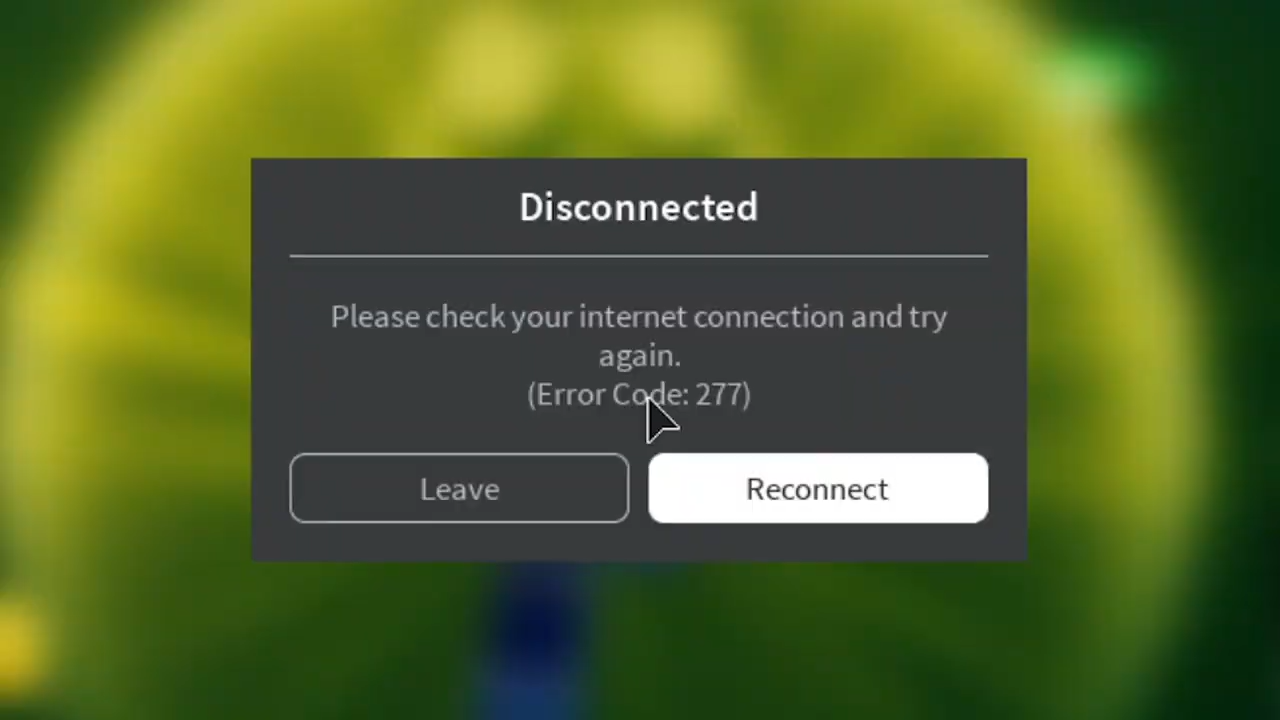 Disconnected
Please check your internet connection and try
again.
(Error Code: 277)
Leave
Reconnect